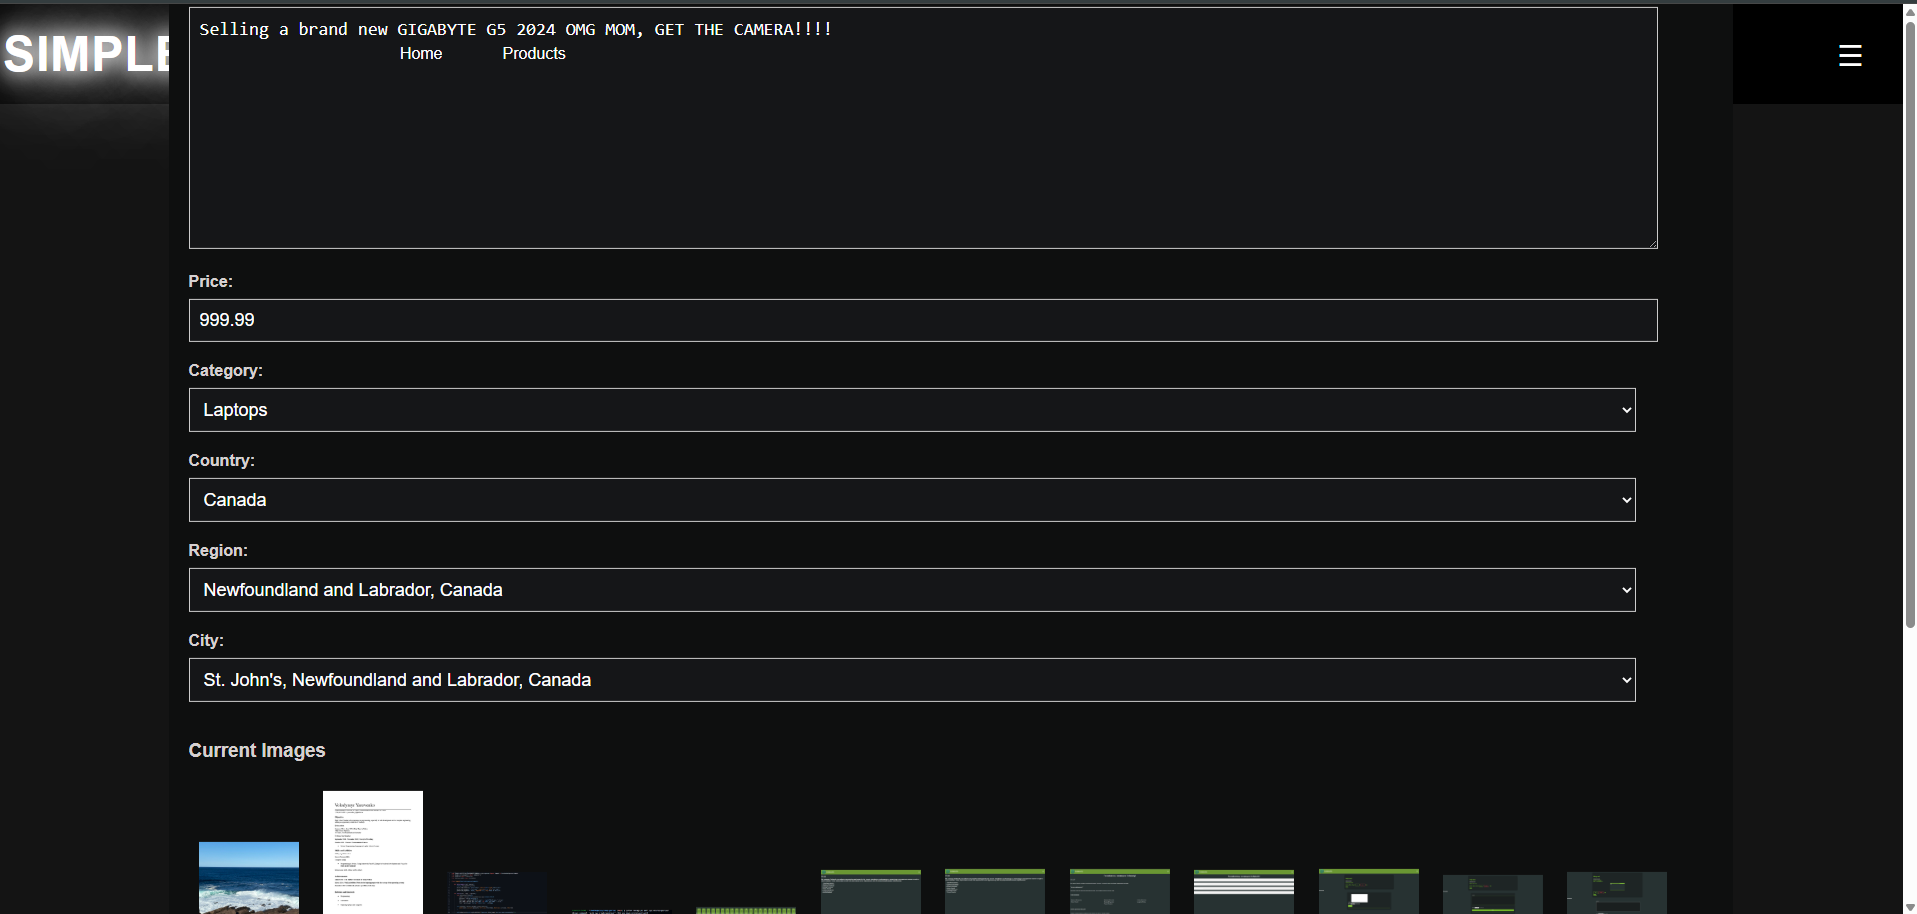 Selling a brand new GIGABYTE G5 2024 OMG MOM, GET THE CAMERA!!!!
SIMPLE
Home Products
☰
Price:
999.99
Category:
Laptops
Country:
Canada
Region:
Newfoundland and Labrador, Canada
City:
St. John's, Newfoundland and Labrador, Canada
Current Images